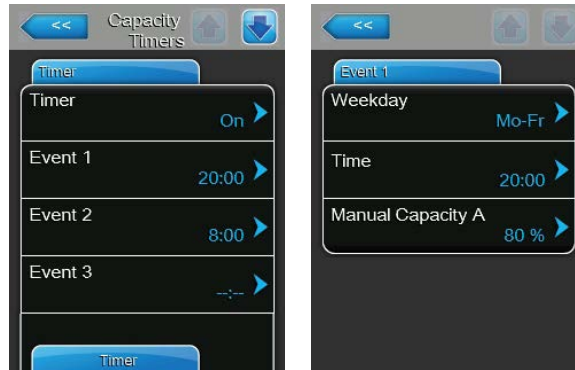 <<
Capacity
Timers
Timer
Timer
On
Event 1
20:00
Event 2
8:00
Event 3
--:--
Timer
<<
Event 1
Weekday
Mo-Fr
Time
20:00
Manual Capacity A
80 %